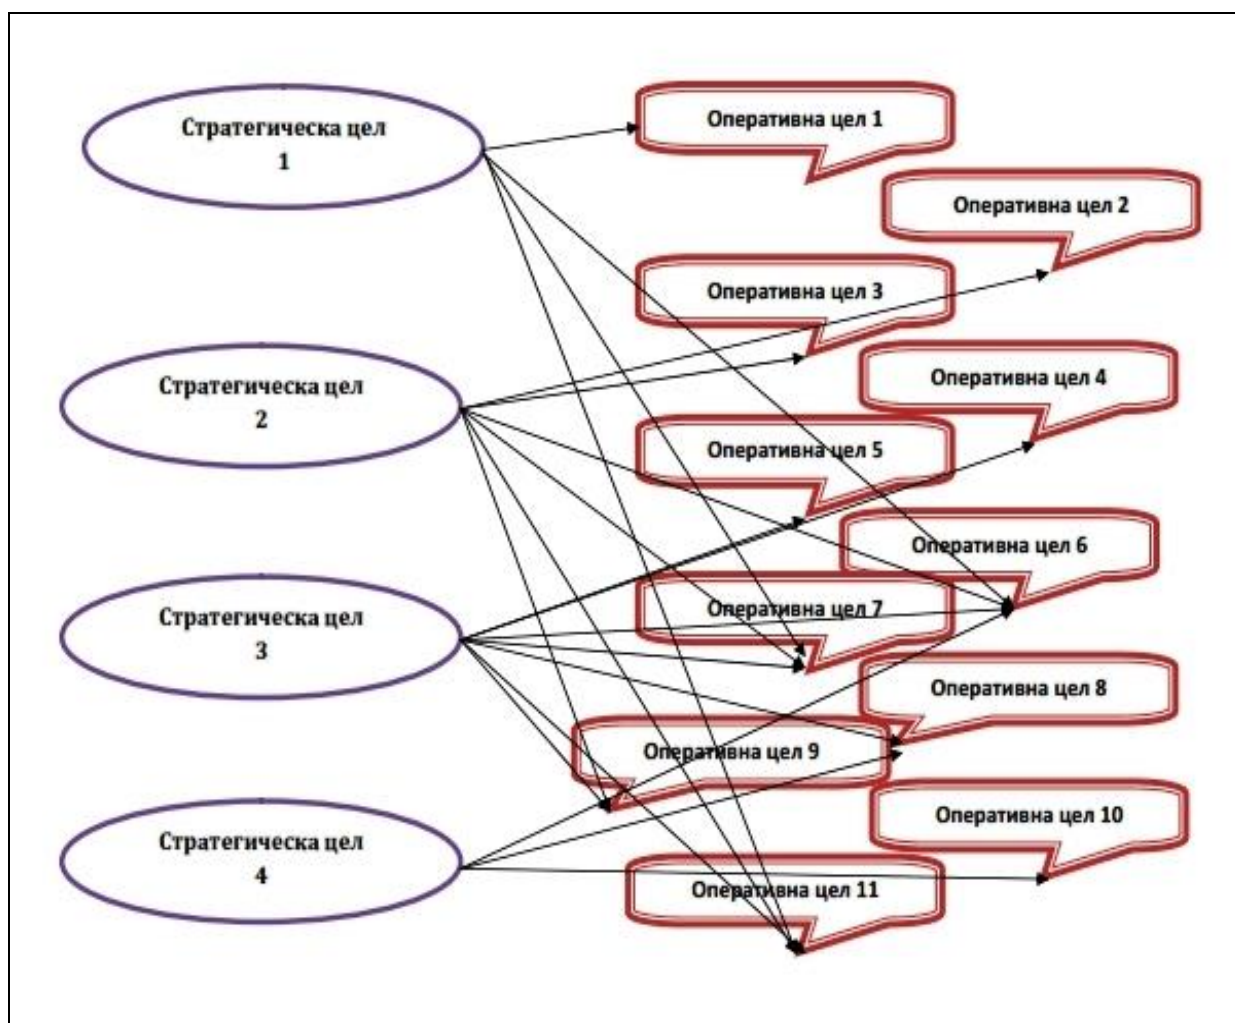 Стратегическа цел
1
Стратегическа цел
2
Стратегическа цел
3
Стратегическа цел
4
Оперативна цел 1
Оперативна цел 2
Оперативна цел 3
Оперативна цел 4
Оперативна цел 5
Оперативна цел 6
Оперативна цел 7
Оперативна цел 8
Оперативна цел 9
Оперативна цел 10
Оперативна цел 11